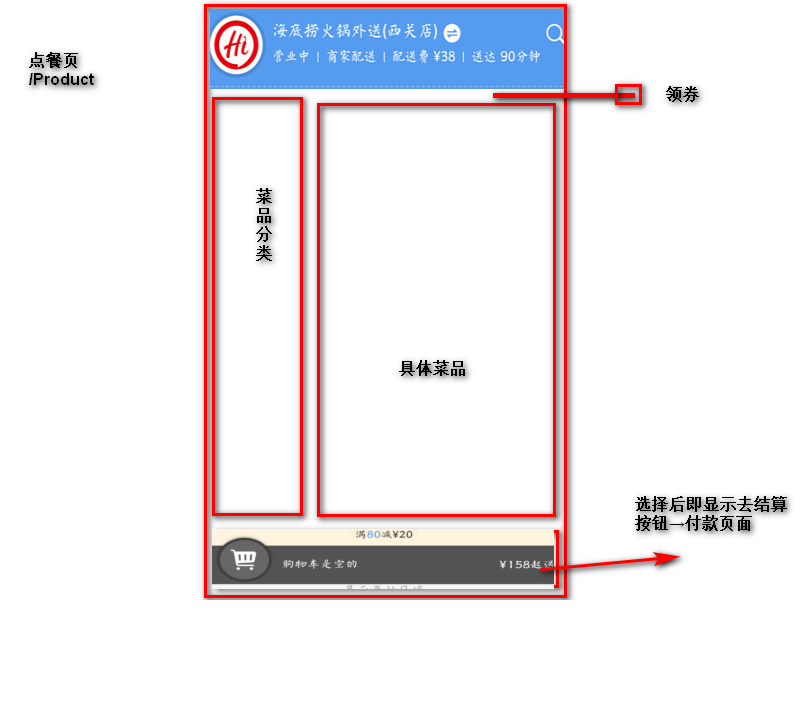 点餐页
/Product
Hi
海底捞火锅外送(西关店)
营业中 | 商家配送 | 配送费 ¥38 | 送达 90分钟
领券
菜品分类
具体菜品
选择后即显示去结算
按钮→付款页面
满80减¥20
购物车是空的
¥158起送